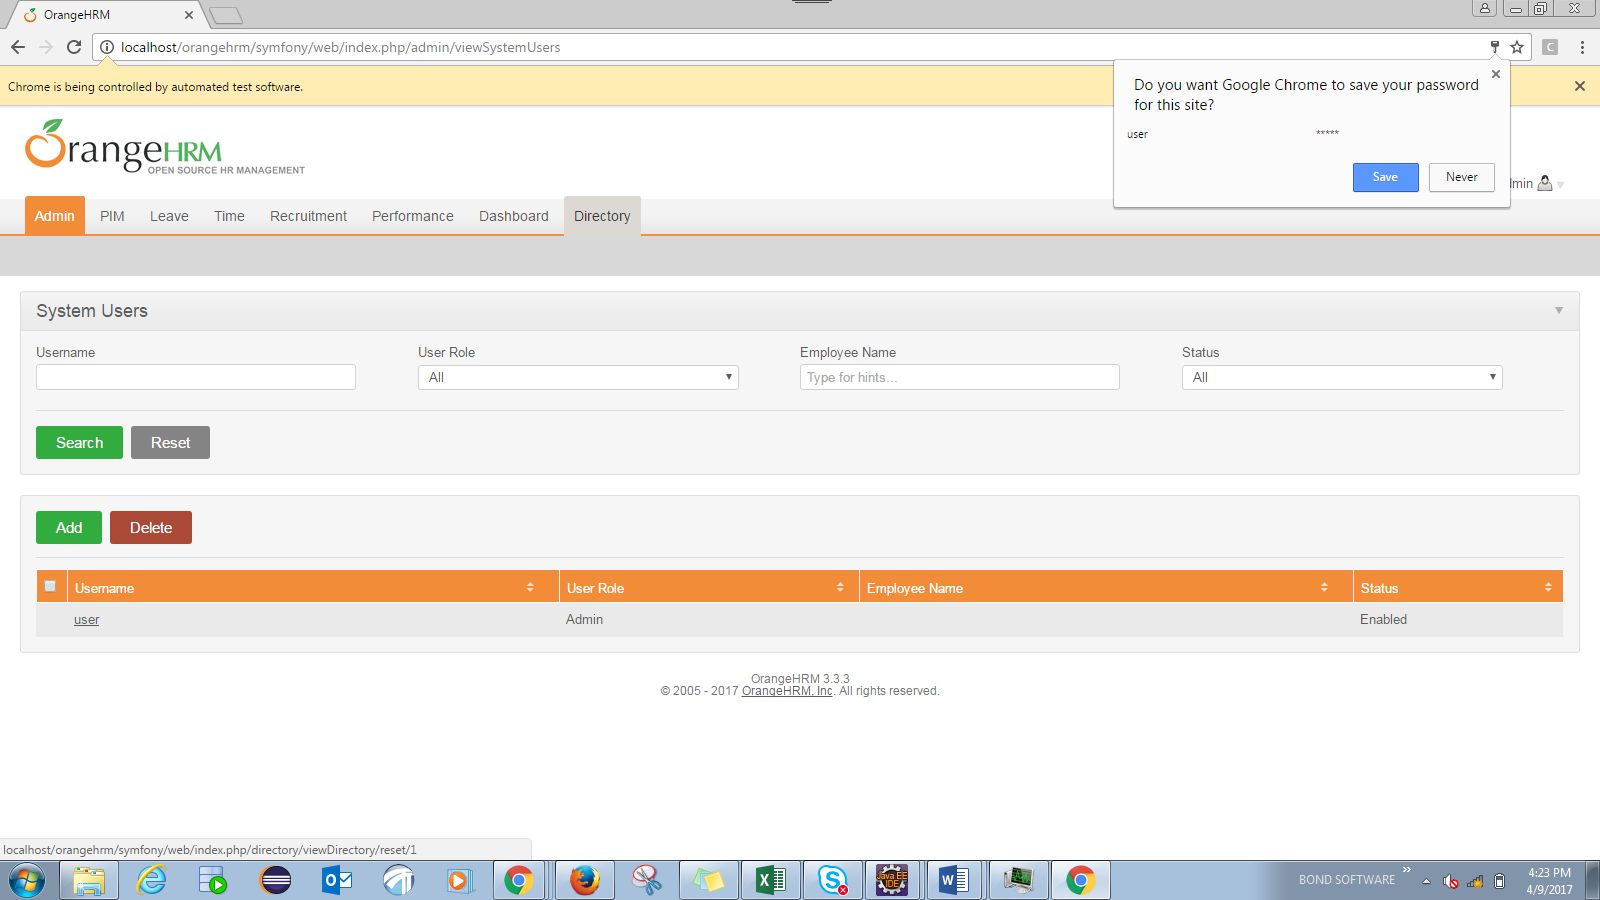 OrangeHRM
localhost/orangehrm/symfony/web/index.php/admin/viewSystemUsers
Chrome is being controlled by automated test software.
Do you want Google Chrome to save your password
for this site?
user *****
Save Never
OrangeHRM
OPEN SOURCE HR MANAGEMENT
min
Admin PIM Leave Time Recruitment Performance Dashboard Directory
System Users
Username User Role Employee Name Status
All Type for hints... All
Search Reset
Add Delete
Username User Role Employee Name Status
user Admin Enabled
OrangeHRM 3.3.3
© 2005 - 2017 OrangeHRM, Inc. All rights reserved.
localhost/orangehrm/symfony/web/index.php/directory/viewDirectory/reset/1
Java EE
IDE
BOND SOFTWARE »
4:23 PM
4/9/2017